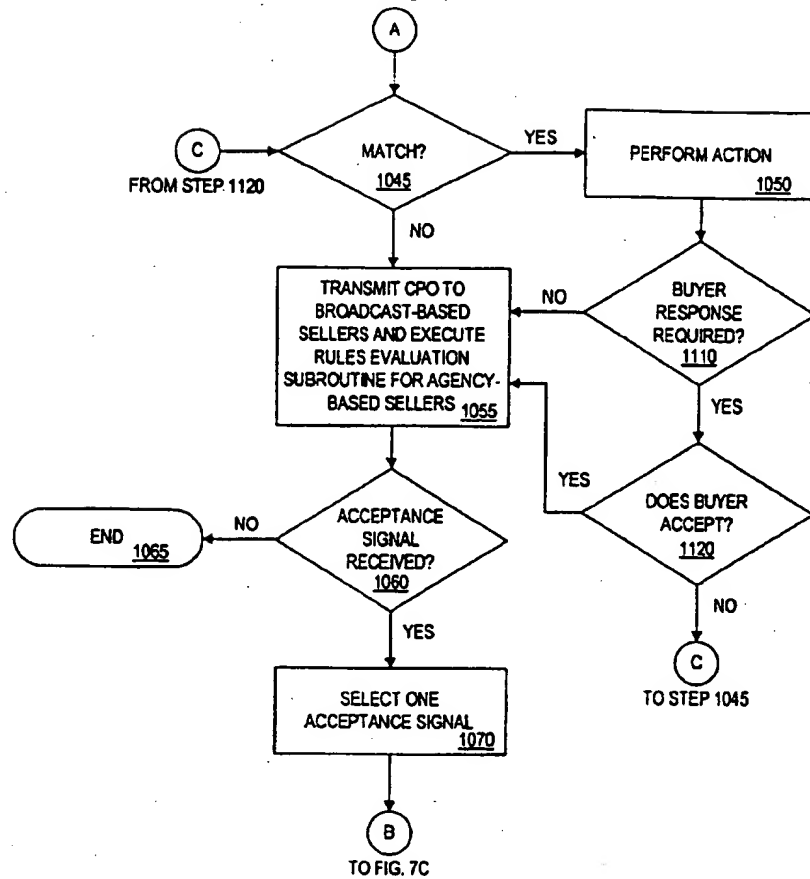 A
C
FROM STEP 1120
MATCH?
1045
YES
PERFORM ACTION
1050
NO
TRANSMIT CPO TO
BROADCAST-BASED
SELLERS AND EXECUTE
RULES EVALUATION
SUBROUTINE FOR AGENCY-
BASED SELLERS 1055
NO
BUYER
RESPONSE
REQUIRED?
1110
YES
YES
DOES BUYER
ACCEPT?
1120
NO
C
TO STEP 1045
ACCEPTANCE
SIGNAL
RECEIVED?
1060
NO
END
1065
YES
SELECT ONE
ACCEPTANCE SIGNAL
1070
B
TO FIG. 7C